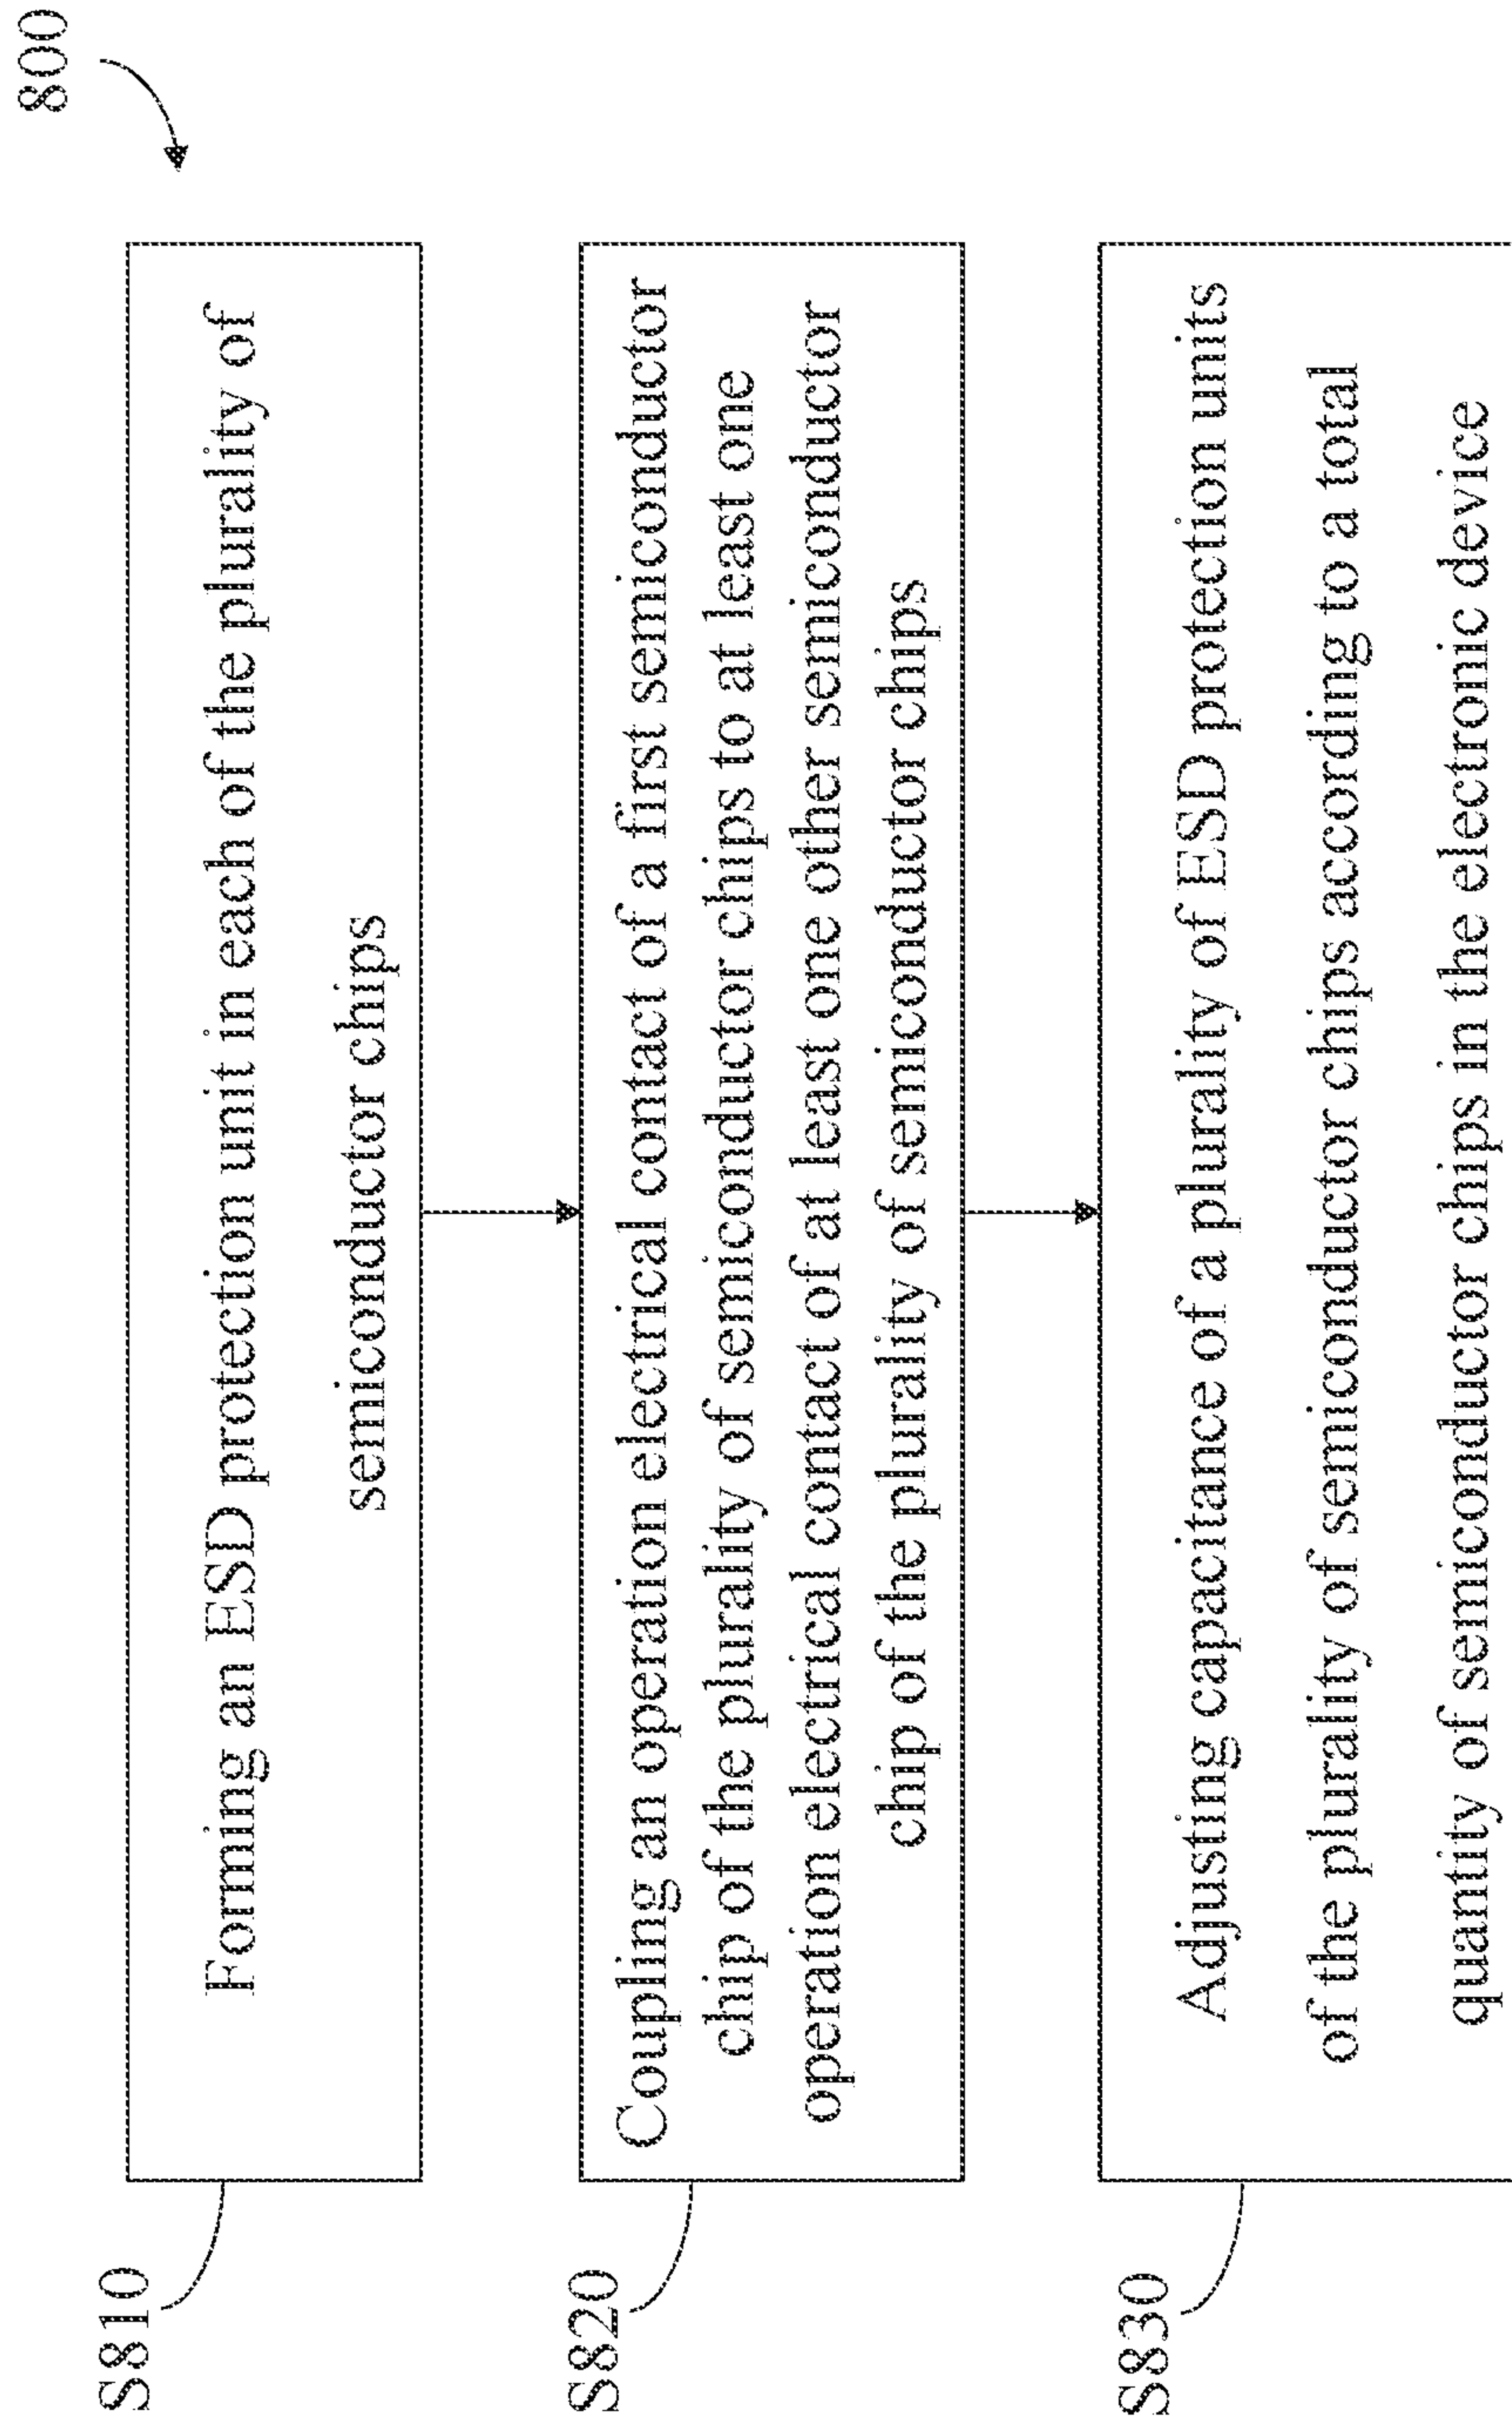 800
S810
Forming an ESD protection unit in each of the plurality of
semiconductor chips
S820
Coupling an operation electrical contact of a first semiconductor
chip of the plurality of semiconductor chips to at least one
operation electrical contact of at least one other semiconductor
chip of the plurality of semiconductor chips
S830
Adjusting capacitance of a plurality of ESD protection units
of the plurality of semiconductor chips according to a total
quantity of semiconductor chips in the electronic device